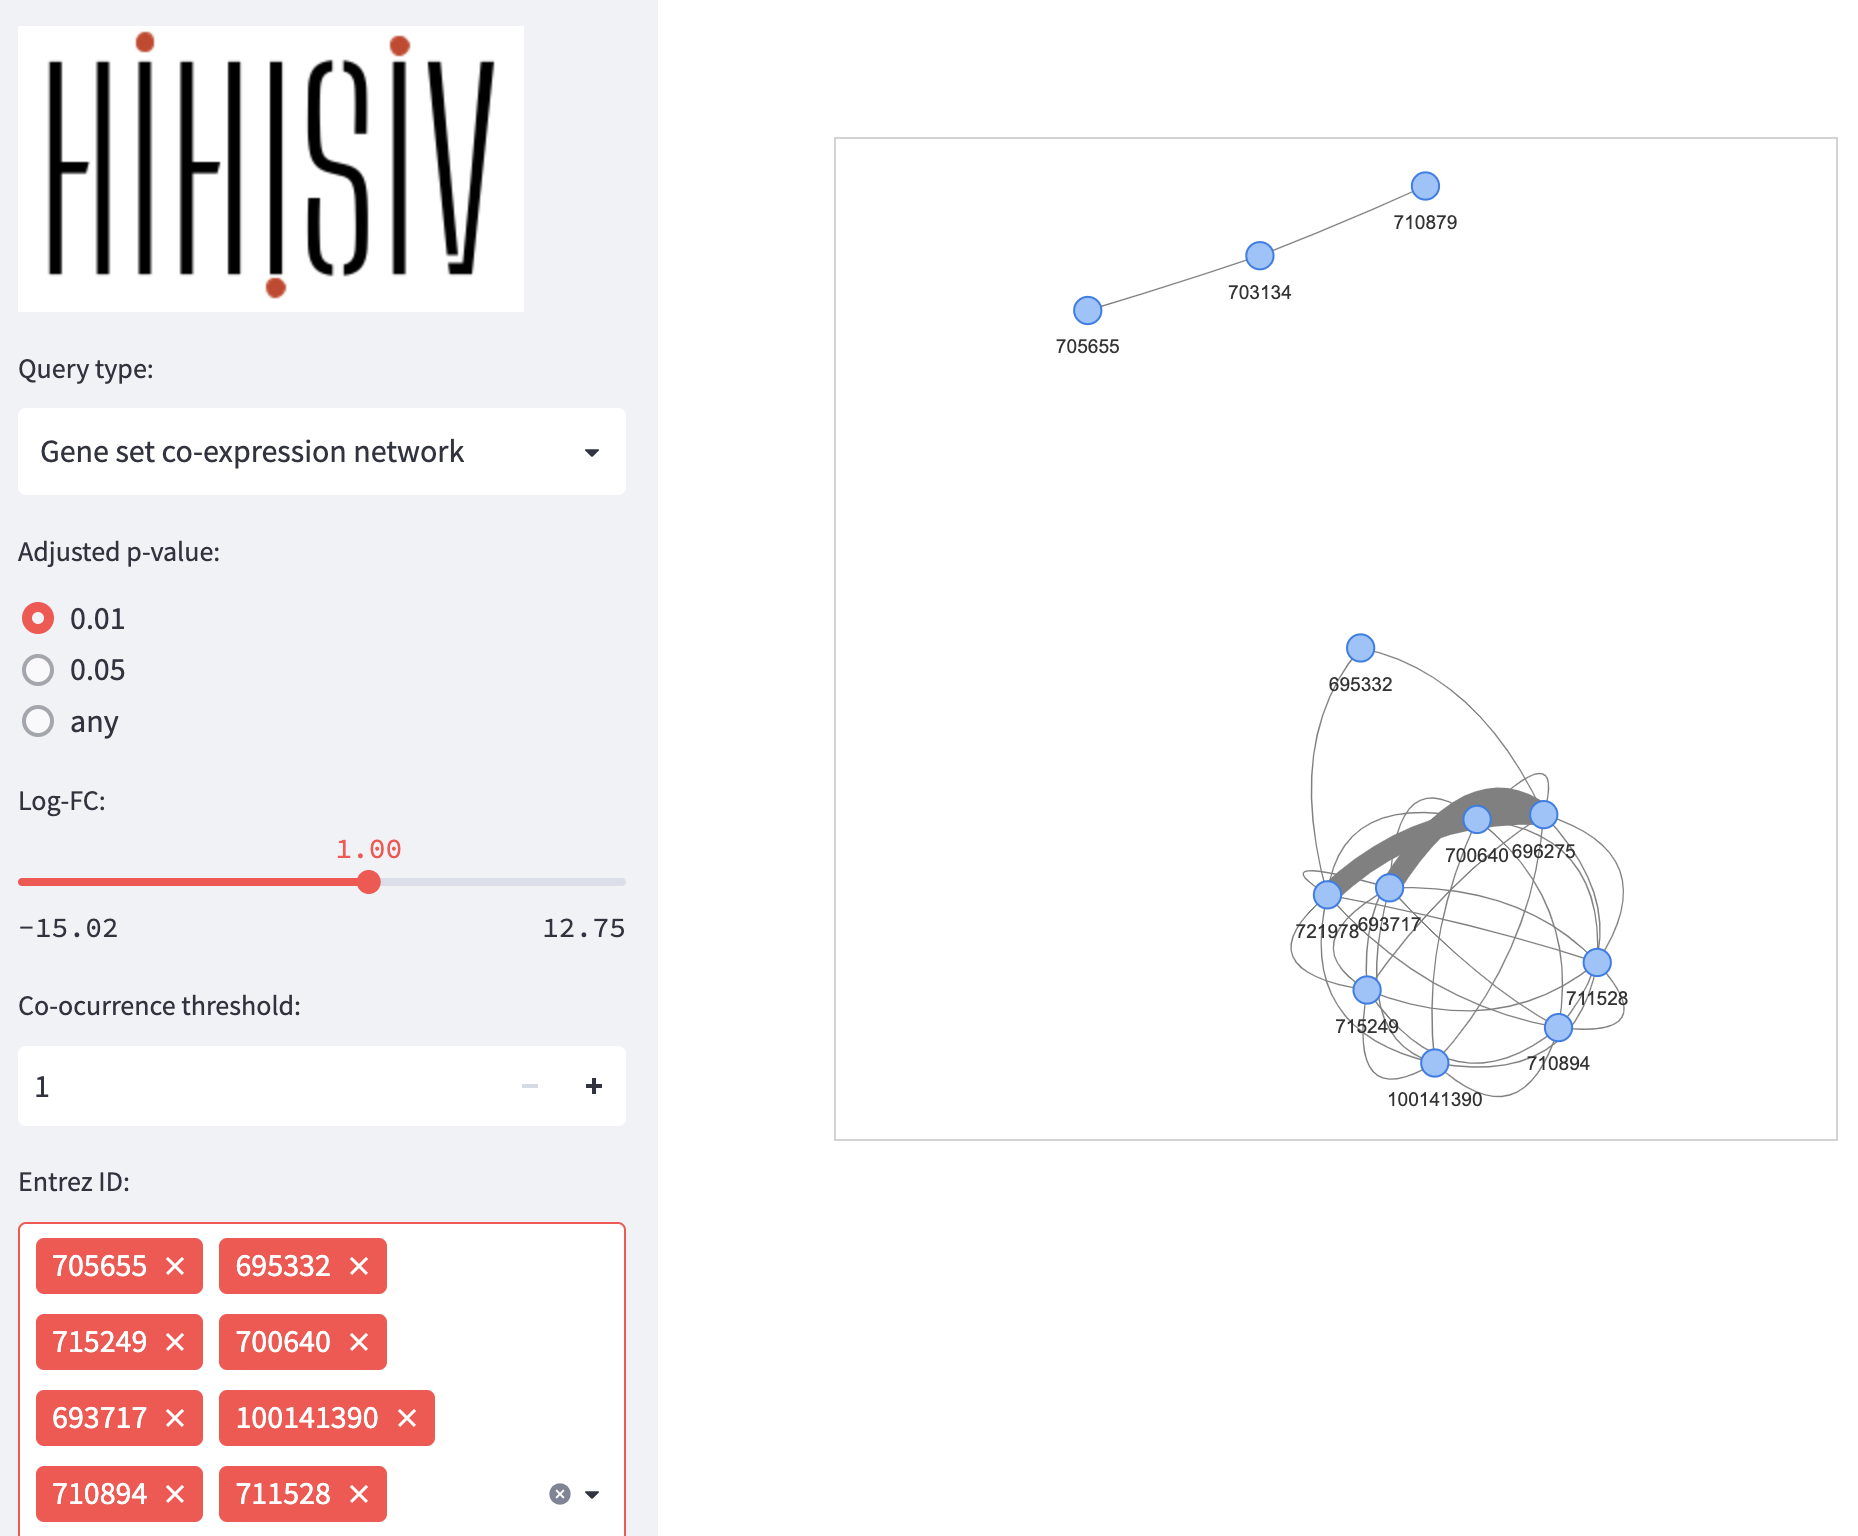 HIHISIV
Query type:
Gene set co-expression network
Adjusted p-value:
0.01
0.05
any
Log-FC:
1.00
-15.02 12.75
Co-ocurrence threshold:
1
Entrez ID:
705655 695332
715249 700640
693717 100141390
710894 711528
710879
703134
705655
695332
700640 696275
721978 693717
711528
715249
710894
100141390